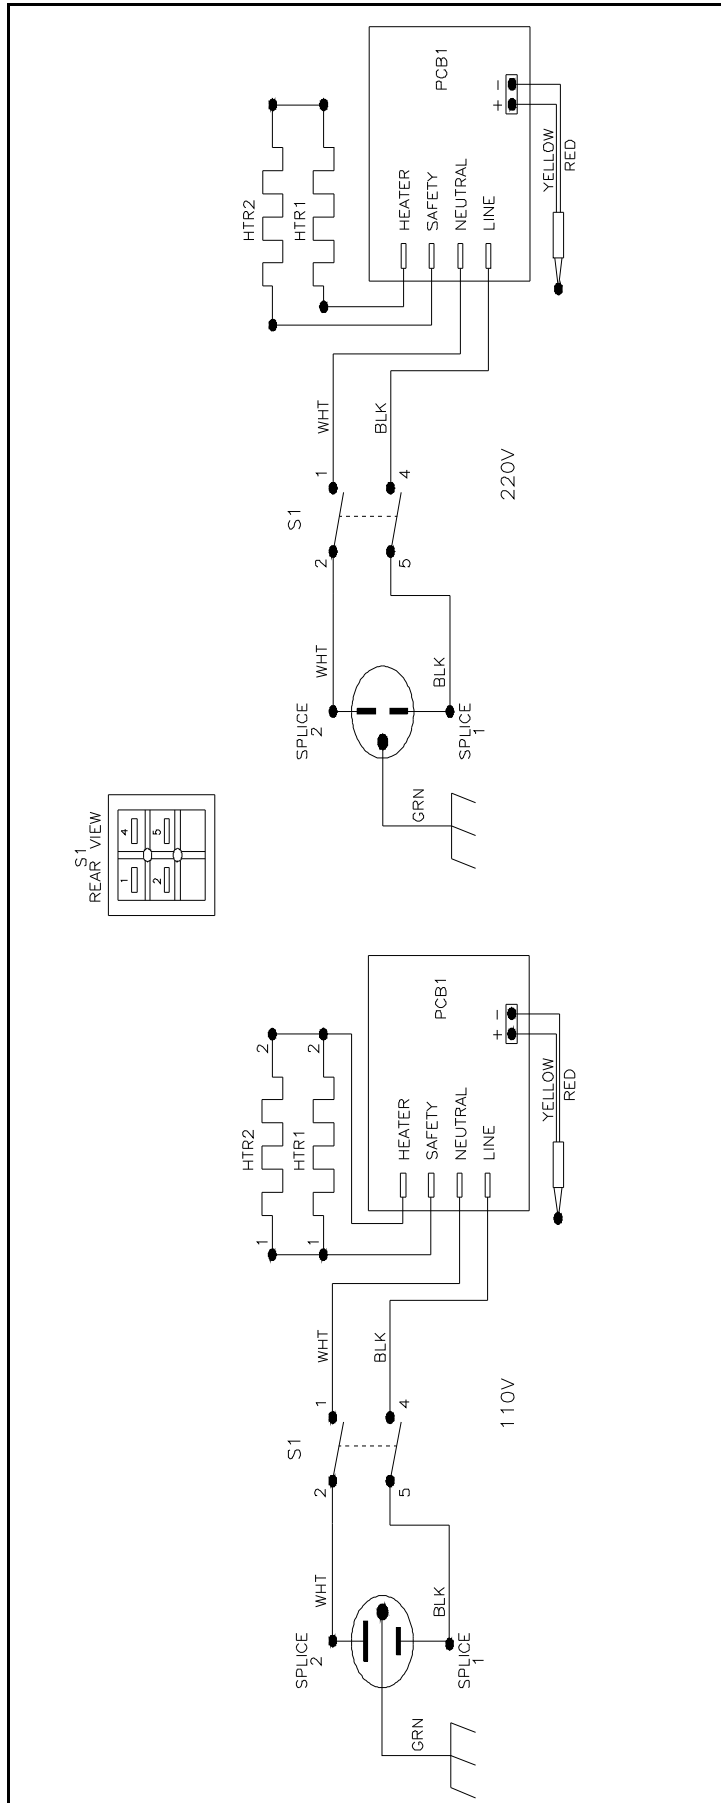 PCB1
HTR2
HTR1
HEATER
SAFETY
NEUTRAL
LINE
- 
+
YELLOW
RED
WHT
BLK
1
4
S1
2
5
220V
WHT
BLK
SPLICE
2
SPLICE
1
GRN
S1
REAR VIEW
1
4
2
5
PCB1
2
2
HTR2
HTR1
1
1
HEATER
SAFETY
NEUTRAL
LINE
-
+
YELLOW
RED
WHT
BLK
1
4
S1
2
5
110V
WHT
BLK
SPLICE
2
SPLICE
1
GRN